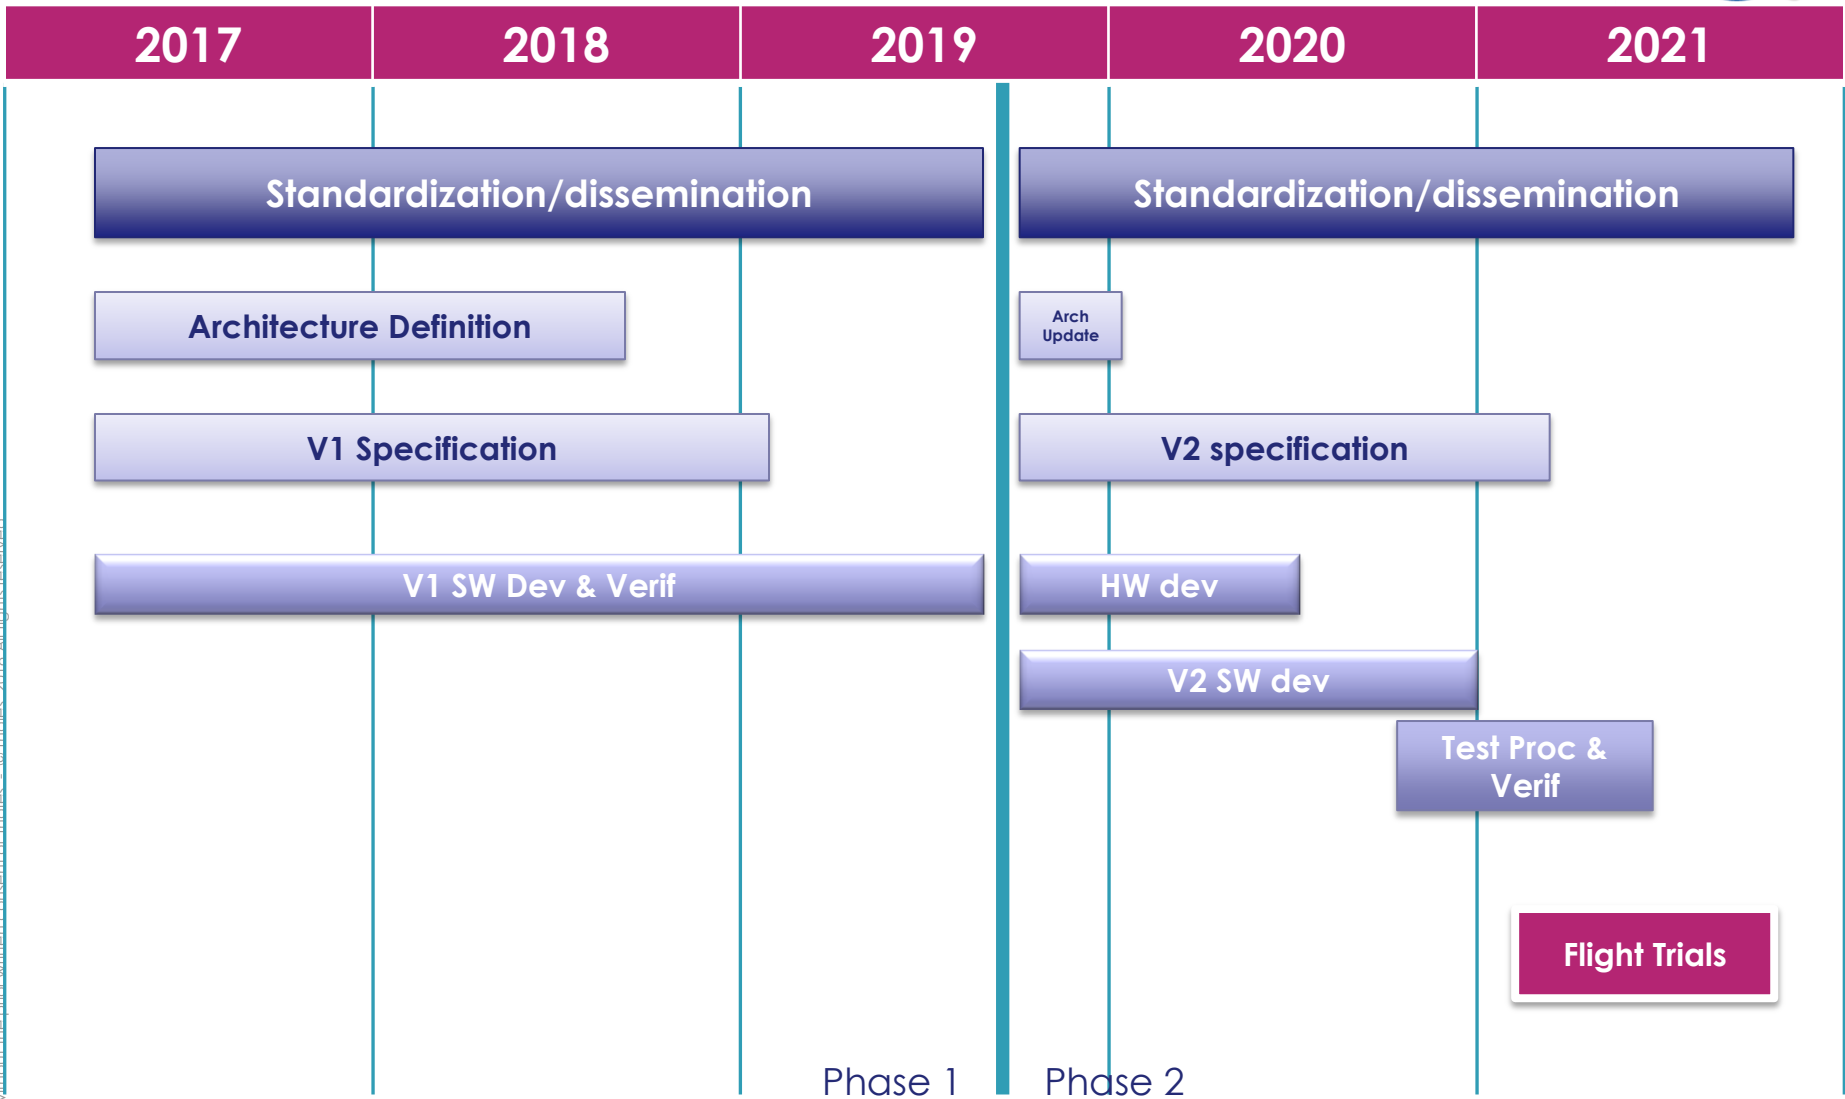 2017
2018
2019
2020
2021
Standardization/dissemination
Standardization/dissemination
Architecture Definition
Arch
Update
V1 Specification
V2 specification
V1 SW Dev & Verif
HW dev
V2 SW dev
Test Proc &
Verif
Flight Trials
Phase 1
Phase 2